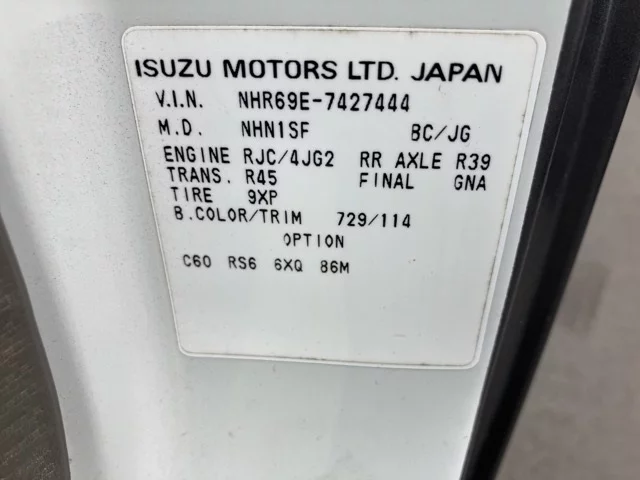 ISUZU MOTORS LTD. JAPAN
V.I.N. NHR69E-7427444
M.D. NHN1SF BC/JG
ENGINE RJC/4JG2 RR AXLE R39
TRANS. R45 FINAL GNA
TIRE 9XP
B.COLOR/TRIM 729/114
OPTION
C60 RS6 6XQ 86M